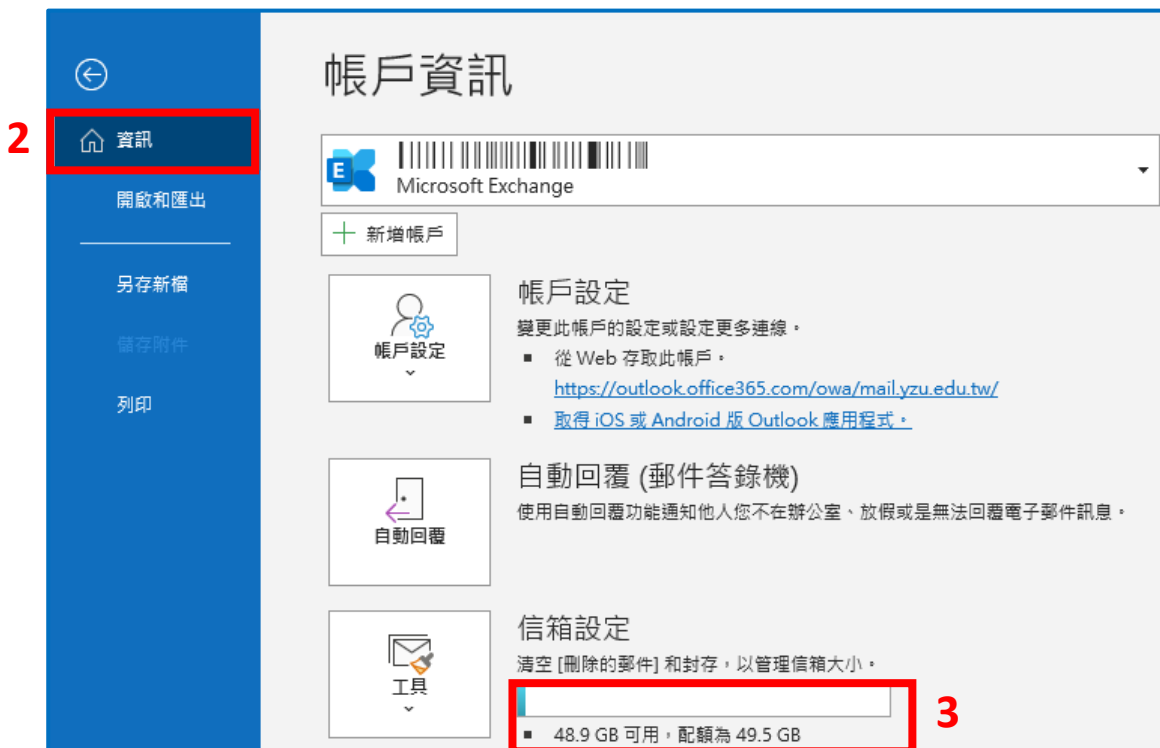 帳戶資訊
2
資訊
Microsoft Exchange
開啟和匯出
新增帳戶
另存新檔
儲存附件
列印
帳戶設定
帳戶設定
變更此帳戶的設定或設定更多連線。
■ 從 Web 存取此帳戶。
https://outlook.office365.com/owa/mail.yzu.edu.tw/
■ 取得 iOS 或 Android 版 Outlook 應用程式。
自動回覆
自動回覆 (郵件答錄機)
使用自動回覆功能通知他人您不在辦公室、放假或是無法回覆電子郵件訊息。
工具
信箱設定
清空 [刪除的郵件] 和封存，以管理信箱大小。
3
■ 48.9 GB 可用，配額為 49.5 GB